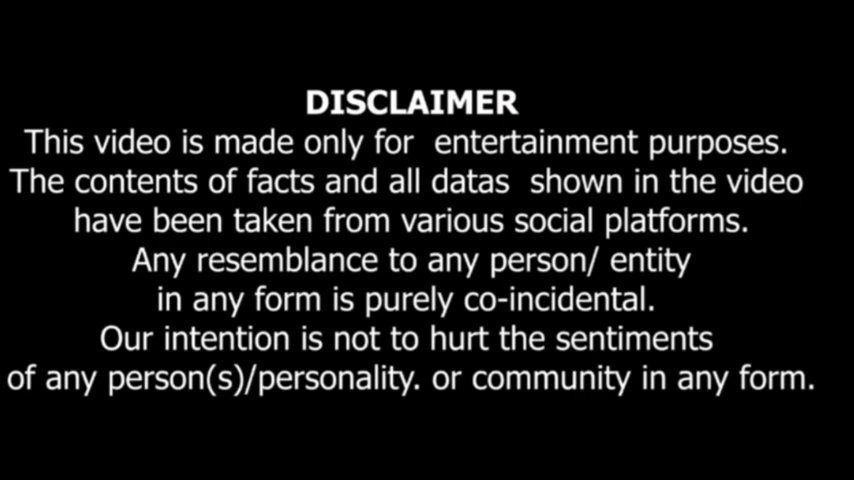 DISCLAIMER
This video is made only for entertainment purposes.
The contents of facts and all datas shown in the video
have been taken from various social platforms.
Any resemblance to any person/ entity
in any form is purely co-incidental.
Our intention is not to hurt the sentiments
of any person(s)/personality. or community in any form.